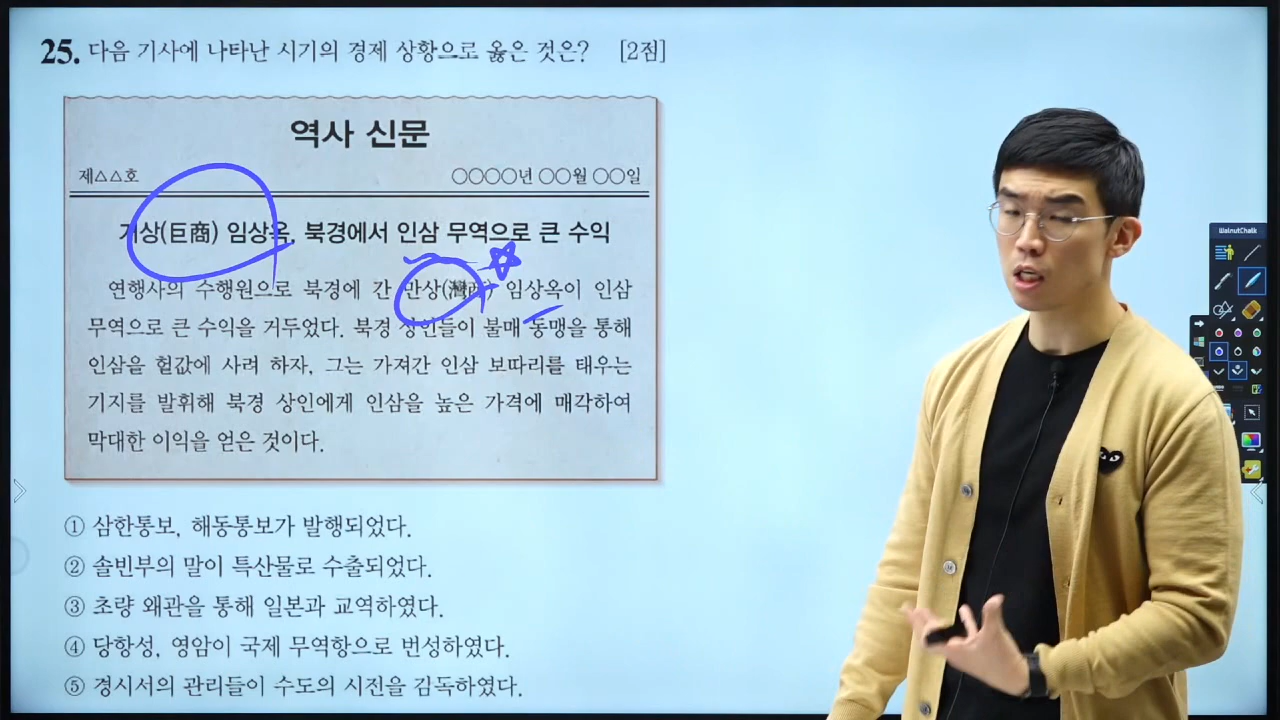 25. 다음 기사에 나타난 시기의 경제 상황으로 옳은 것은? [2점]
역사 신문
제△△호 ○○○○년 ○○월 ○○일
거상(巨商) 임상옥, 북경에서 인삼 무역으로 큰 수익
연행사의 수행원으로 북경에 간 만상(灣商) 임상옥이 인삼
무역으로 큰 수익을 거두었다. 북경 상인들이 불매 동맹을 통해
인삼을 헐값에 사려 하자, 그는 가져간 인삼 보따리를 태우는
기지를 발휘해 북경 상인에게 인삼을 높은 가격에 매각하여
막대한 이익을 얻은 것이다.
① 삼한통보, 해동통보가 발행되었다.
② 솔빈부의 말이 특산물로 수출되었다.
③ 초량 왜관을 통해 일본과 교역하였다.
④ 당항성, 영암이 국제 무역항으로 번성하였다.
⑤ 경시서의 관리들이 수도의 시전을 감독하였다.
WalnutChalk